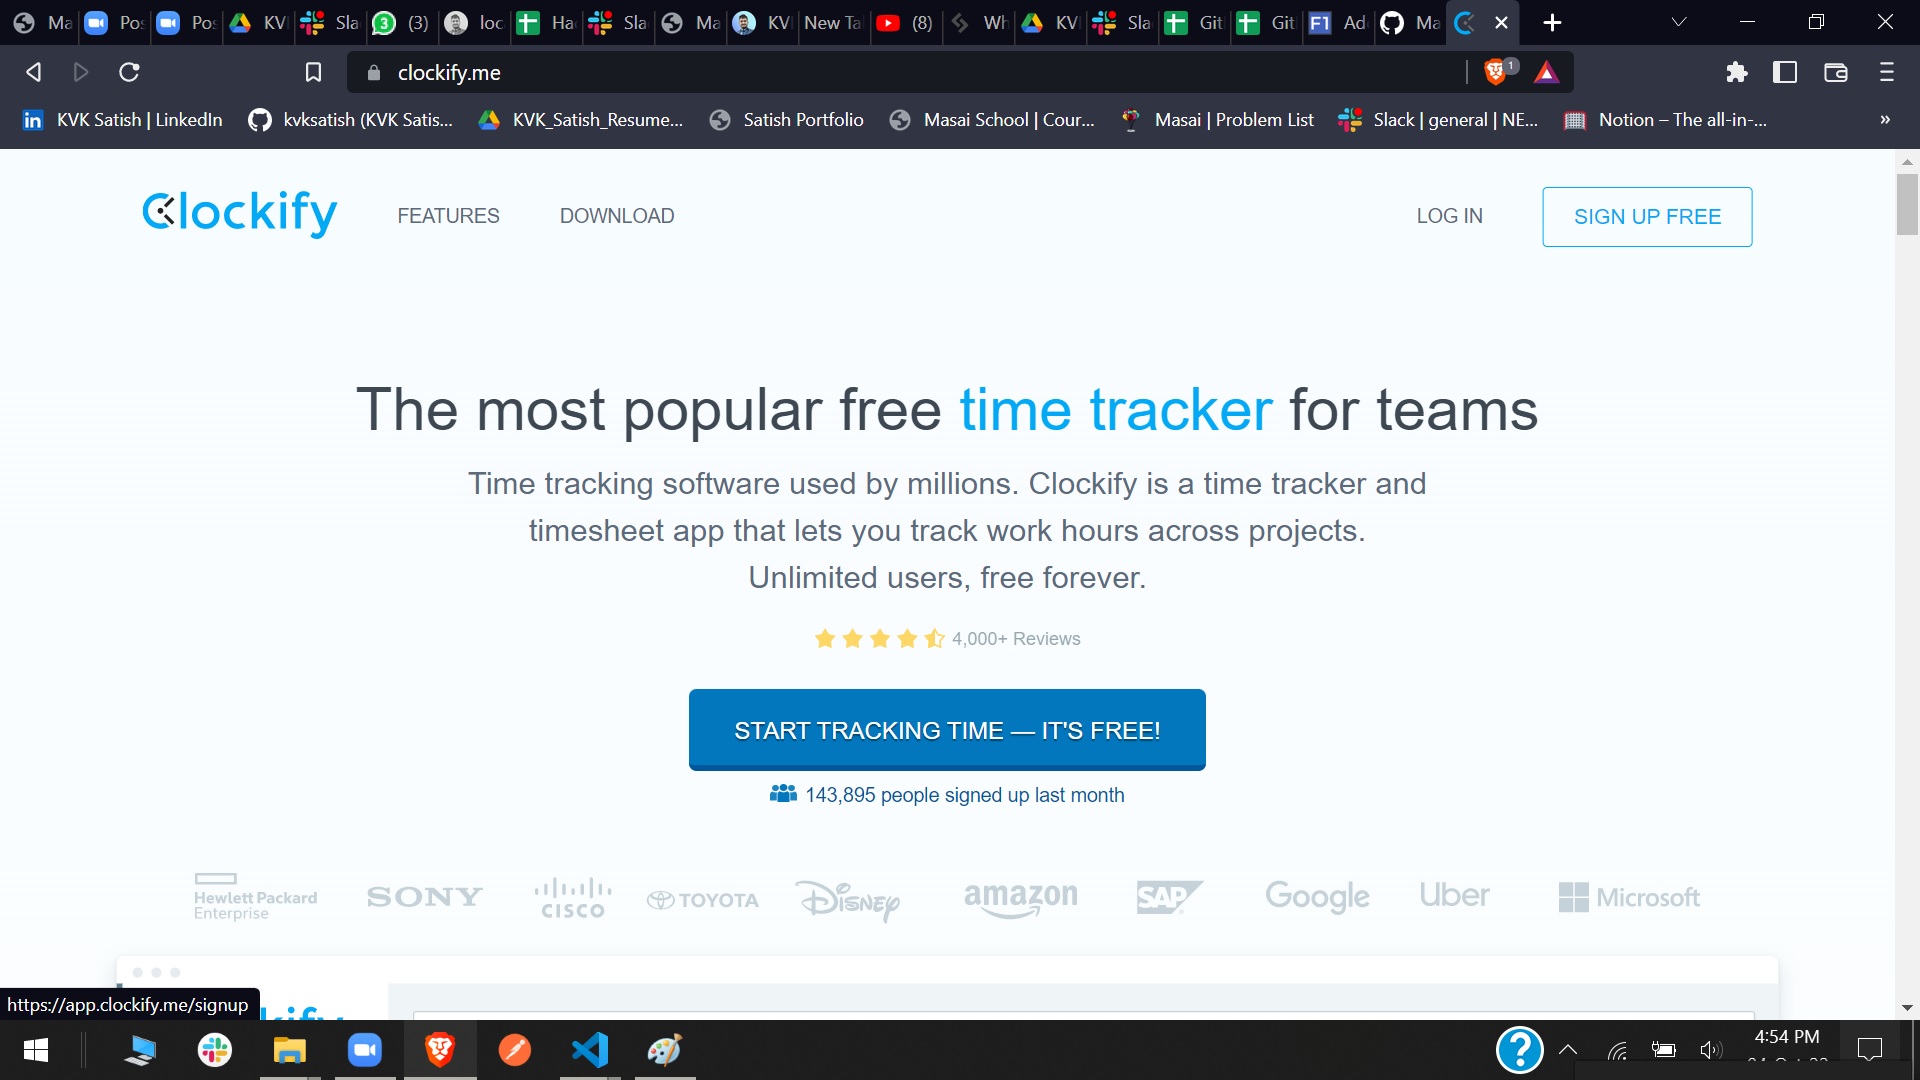 Ma
Pos
Pos
KV
Sla
(3)
loc
Ha
Sla
Ma
KV
New Ta
(8)
Wh
KV
Sla
Git
Git
F1 Ad
Ma
clockify.me
1
in KVK Satish | LinkedIn
kvksatish (KVK Satis...
KVK_Satish_Resume...
Satish Portfolio
Masai School | Cour...
Masai | Problem List
Slack | general | NE...
Notion – The all-in-...
»
Clockify
FEATURES
DOWNLOAD
LOG IN
SIGN UP FREE
The most popular free time tracker for teams
Time tracking software used by millions. Clockify is a time tracker and
timesheet app that lets you track work hours across projects.
Unlimited users, free forever.
4,000+ Reviews
START TRACKING TIME — IT'S FREE!
143,895 people signed up last month
Hewlett Packard
Enterprise
SONY
CISCO
TOYOTA
Disney
amazon
SAP
Google
Uber
Microsoft
https://app.clockify.me/signup
4:54 PM